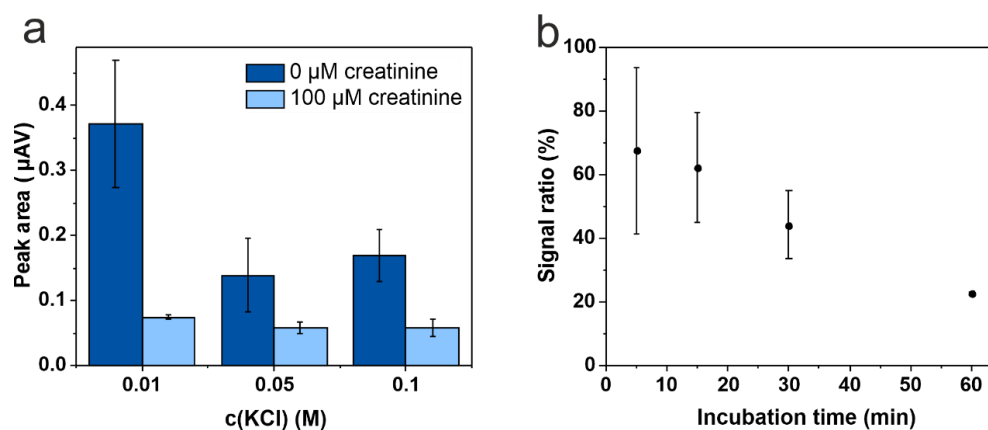 a
0 µM creatinine
100 µM creatinine
Peak area ( µAV)
0.4
0.3
0.2
0.1
0.0
0.01 0.05 0.1
c(KCl) (M)
b
Signal ratio (%)
100
80
60
40
20
0
0 10 20 30 40 50 60
Incubation time (min)